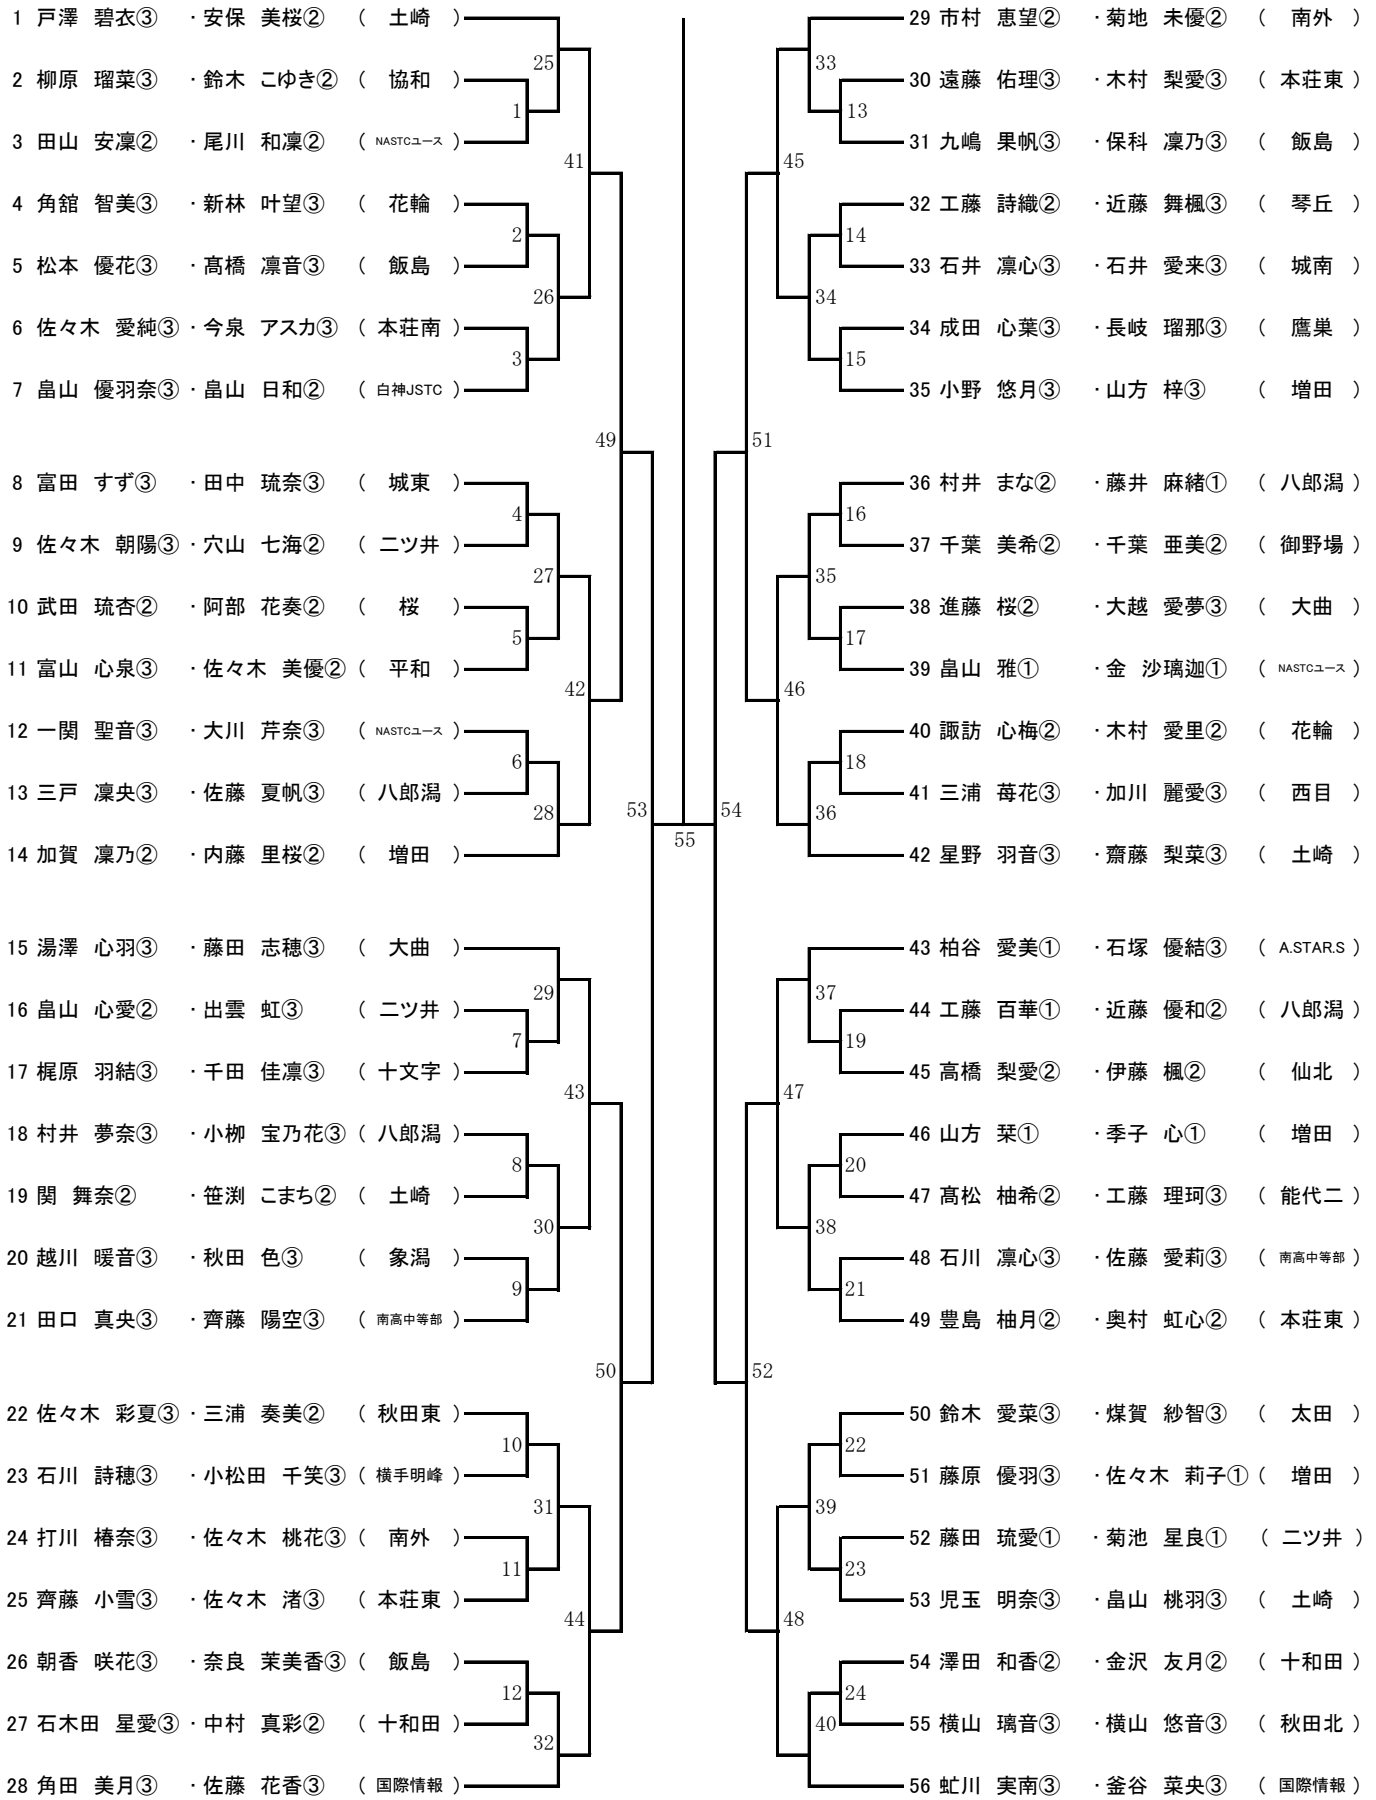 1 戸澤 碧衣③ ・安保 美桜② （ 土崎 ）
2 柳原 瑠菜③ ・鈴木 こゆき② （ 協和 ）
3 田山 安凜② ・尾川 和凜② （ NASTCユース ）
4 角舘 智美③ ・新林 叶望③ （ 花輪 ）
5 松本 優花③ ・髙橋 凛音③ （ 飯島 ）
6 佐々木 愛純③ ・今泉 アスカ③ （ 本荘南 ）
7 畠山 優羽奈③ ・畠山 日和② （ 白神JSTC ）
8 富田 すず③ ・田中 琉奈③ （ 城東 ）
9 佐々木 朝陽③ ・穴山 七海② （ 二ツ井 ）
10 武田 琉杏② ・阿部 花奏② （ 桜 ）
11 富山 心泉③ ・佐々木 美優② （ 平和 ）
12 一関 聖音③ ・大川 芹奈③ （ NASTCユース ）
13 三戸 凜央③ ・佐藤 夏帆③ （ 八郎潟 ）
14 加賀 凜乃② ・内藤 里桜② （ 増田 ）
15 湯澤 心羽③ ・藤田 志穂③ （ 大曲 ）
16 畠山 心愛② ・出雲 虹③ （ 二ツ井 ）
17 梶原 羽結③ ・千田 佳凛③ （ 十文字 ）
18 村井 夢奈③ ・小栁 宝乃花③ （ 八郎潟 ）
19 関 舞奈② ・笹渕 こまち② （ 土崎 ）
20 越川 暖音③ ・秋田 色③ （ 象潟 ）
21 田口 真央③ ・齊藤 陽空③ （ 南高中等部 ）
22 佐々木 彩夏③ ・三浦 奏美② （ 秋田東 ）
23 石川 詩穂③ ・小松田 千笑③ （ 横手明峰 ）
24 打川 椿奈③ ・佐々木 桃花③ （ 南外 ）
25 齊藤 小雪③ ・佐々木 渚③ （ 本荘東 ）
26 朝香 咲花③ ・奈良 茉美香③ （ 飯島 ）
27 石木田 星愛③ ・中村 真彩② （ 十和田 ）
28 角田 美月③ ・佐藤 花香③ （ 国際情報 ）
1
2
3
4
5
6
7
8
9
10
11
12
25
26
27
28
29
30
31
32
41
42
43
44
49
50
53
55
54
51
52
45
46
47
48
33
34
35
36
37
38
39
40
13
14
15
16
17
18
19
20
21
22
23
24
29 市村 恵望② ・菊地 未優② （ 南外 ）
30 遠藤 佑理③ ・木村 梨愛③ （ 本荘東 ）
31 九嶋 果帆③ ・保科 凜乃③ （ 飯島 ）
32 工藤 詩織② ・近藤 舞楓③ （ 琴丘 ）
33 石井 凛心③ ・石井 愛来③ （ 城南 ）
34 成田 心葉③ ・長岐 瑠那③ （ 鷹巣 ）
35 小野 悠月③ ・山方 梓③ （ 増田 ）
36 村井 まな② ・藤井 麻緒① （ 八郎潟 ）
37 千葉 美希② ・千葉 亜美② （ 御野場 ）
38 進藤 桜② ・大越 愛夢③ （ 大曲 ）
39 畠山 雅① ・金 沙璃迦① （ NASTCユース ）
40 諏訪 心梅② ・木村 愛里② （ 花輪 ）
41 三浦 苺花③ ・加川 麗愛③ （ 西目 ）
42 星野 羽音③ ・齋藤 梨菜③ （ 土崎 ）
43 柏谷 愛美① ・石塚 優結③ （ A.STAR.S ）
44 工藤 百華① ・近藤 優和② （ 八郎潟 ）
45 高橋 梨愛② ・伊藤 楓② （ 仙北 ）
46 山方 栞① ・季子 心① （ 増田 ）
47 髙松 柚希② ・工藤 理珂③ （ 能代二 ）
48 石川 凛心③ ・佐藤 愛莉③ （ 南高中等部 ）
49 豊島 柚月② ・奥村 虹心② （ 本荘東 ）
50 鈴木 愛菜③ ・煤賀 紗智③ （ 太田 ）
51 藤原 優羽③ ・佐々木 莉子① （ 増田 ）
52 藤田 琉愛① ・菊池 星良① （ 二ツ井 ）
53 児玉 明奈③ ・畠山 桃羽③ （ 土崎 ）
54 澤田 和香② ・金沢 友月② （ 十和田 ）
55 横山 璃音③ ・横山 悠音③ （ 秋田北 ）
56 虻川 実南③ ・釜谷 菜央③ （ 国際情報 ）